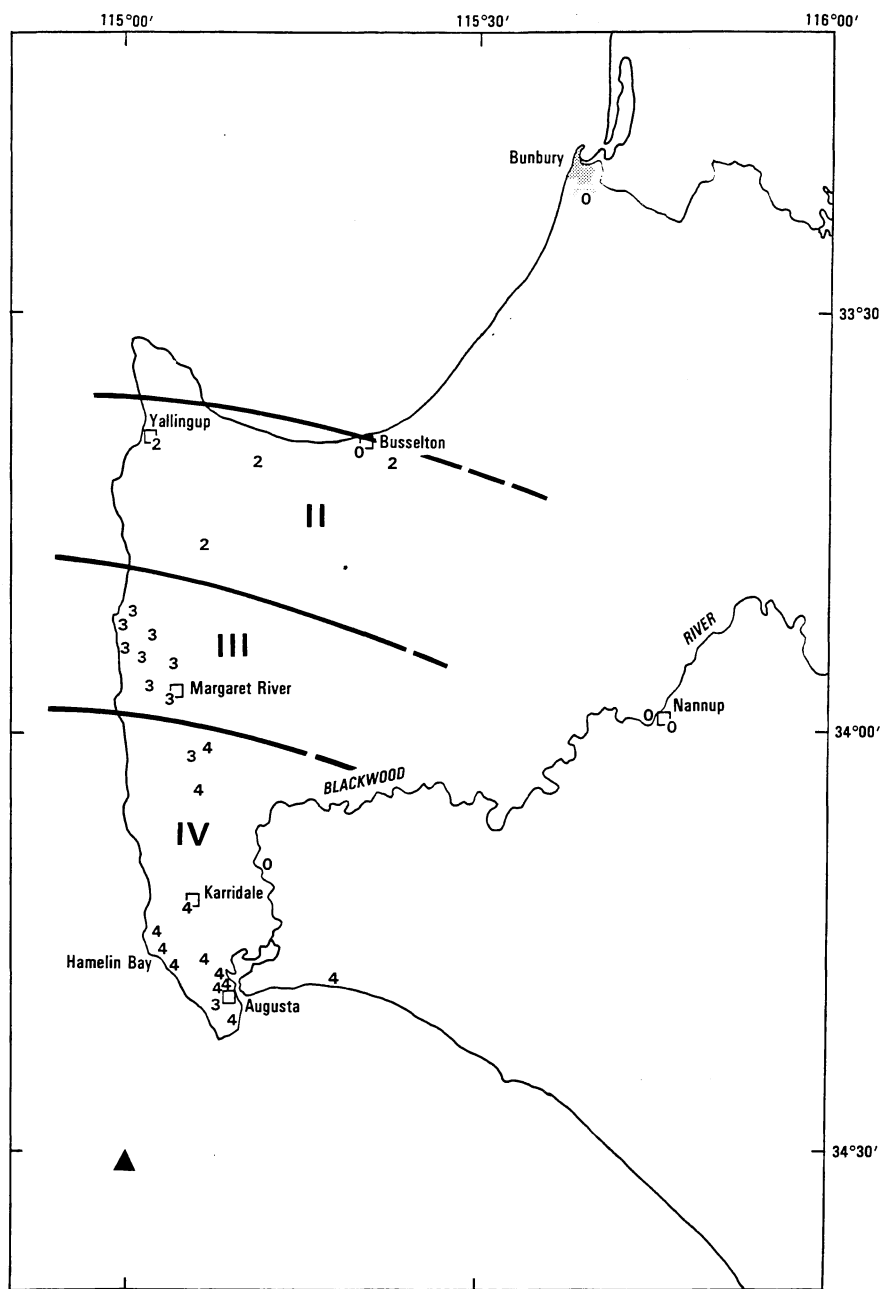 115°00′ 115°30′ 116°00′
Bunbury
0
33°30′
Yallingup
2
Busselton
0
2 2
II
2
3
3
3
3
3 3
III
3
Margaret River
3
RIVER
Nannup
0
0
34°00′
3 4
4
BLACKWOOD
IV
0
Karridale
4
4
4
Hamelin Bay
4
4
4
4
4 4
3
Augusta
4
4
34°30′